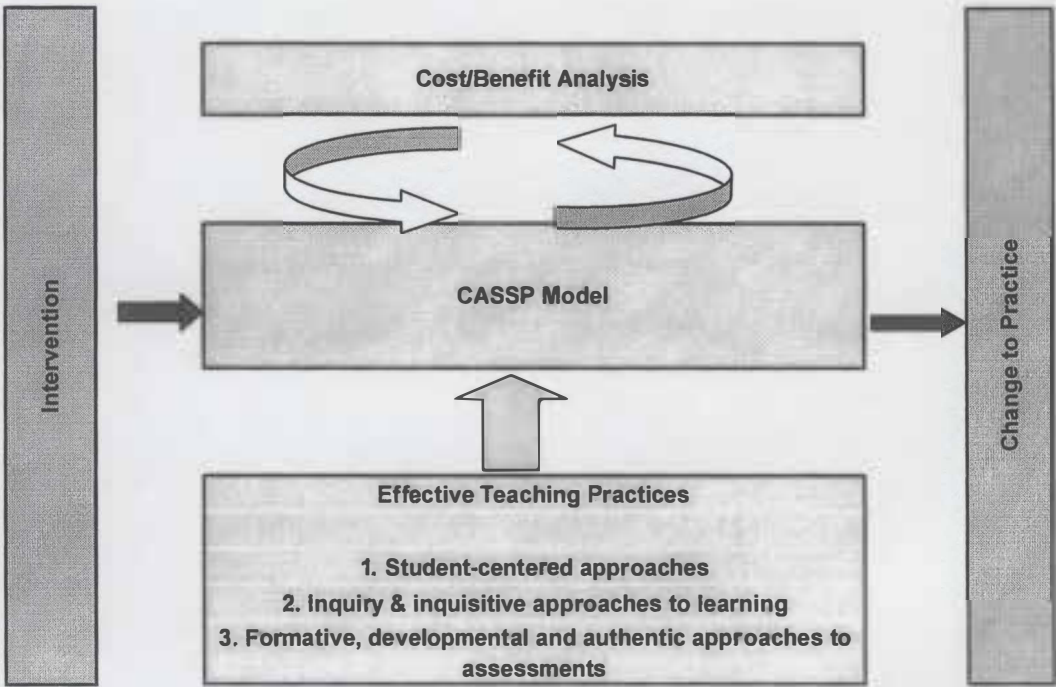 Cost/Benefit Analysis
Intervention
CASSP Model
Change to Practice
Effective Teaching Practices
1. Student-centered approaches
2. Inquiry & inquisitive approaches to learning
3. Formative, developmental and authentic approaches to
assessments